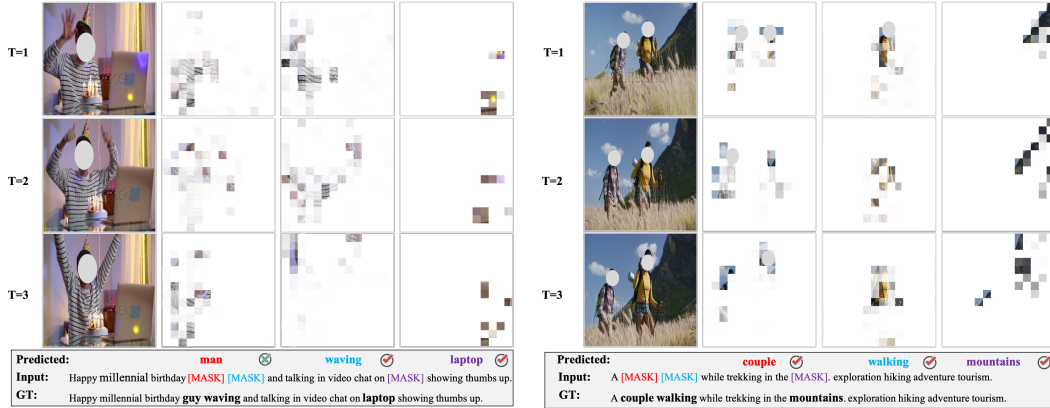 T=1
T=2
T=3
Predicted: man waving laptop
Input: Happy millennial birthday [MASK] [MASK] and talking in video chat on [MASK] showing thumbs up.
GT: Happy millennial birthday guy waving and talking in video chat on laptop showing thumbs up.
T=1
T=2
T=3
Predicted: couple walking mountains
Input: A [MASK] [MASK] while trekking in the [MASK]. exploration hiking adventure tourism.
GT: A couple walking while trekking in the mountains. exploration hiking adventure tourism.